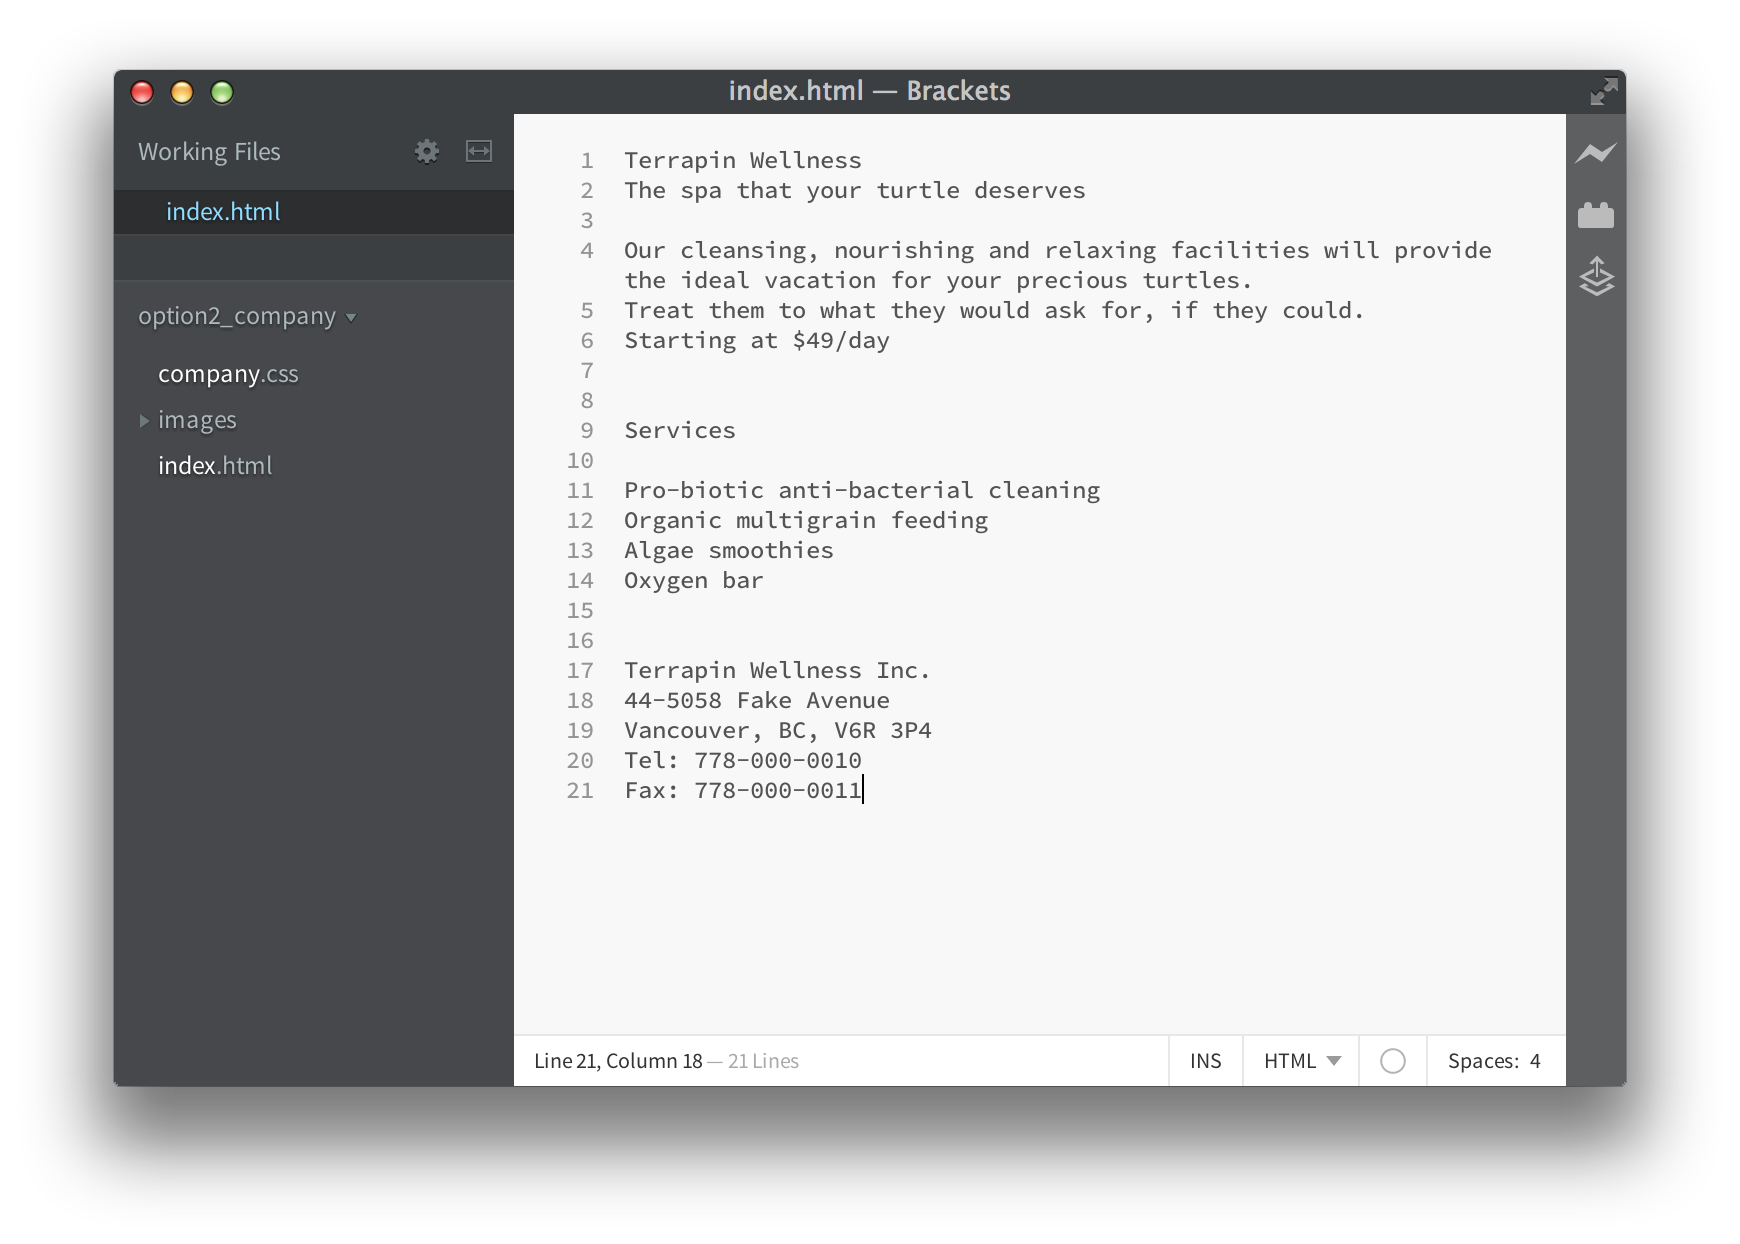 index.html — Brackets
Working Files
index.html
option2_company
company.css
images
index.html
1 Terrapin Wellness
2 The spa that your turtle deserves
3
4 Our cleansing, nourishing and relaxing facilities will provide
the ideal vacation for your precious turtles.
5 Treat them to what they would ask for, if they could.
6 Starting at $49/day
7
8
9 Services
10
11 Pro-biotic anti-bacterial cleaning
12 Organic multigrain feeding
13 Algae smoothies
14 Oxygen bar
15
16
17 Terrapin Wellness Inc.
18 44-5058 Fake Avenue
19 Vancouver, BC, V6R 3P4
20 Tel: 778-000-0010
21 Fax: 778-000-0011
Line 21, Column 18 — 21 Lines INS HTML Spaces: 4